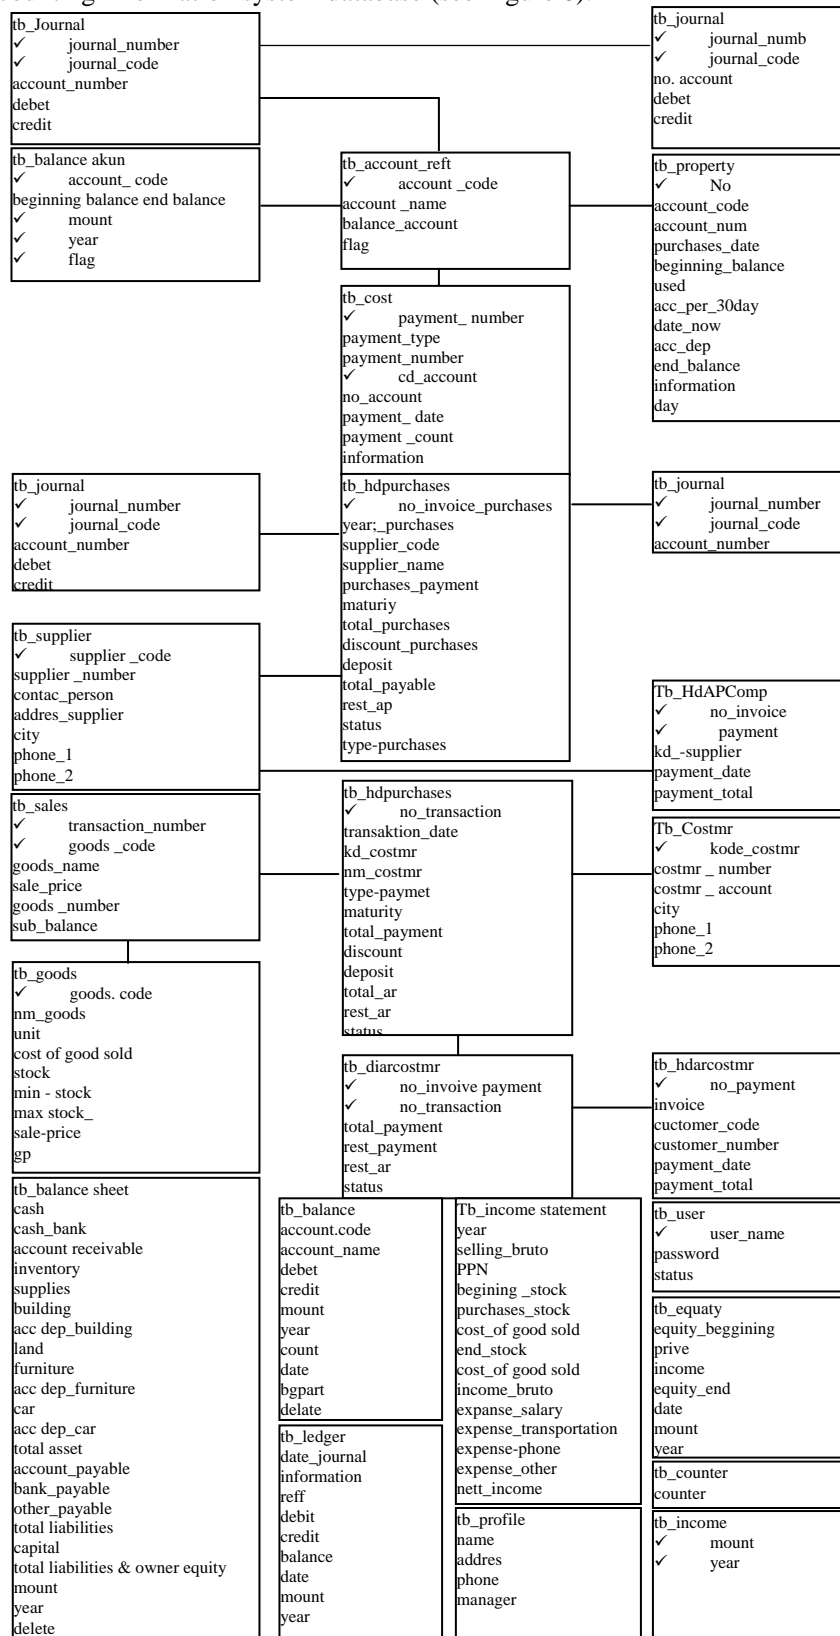 tb_Journal
✓ journal_number
✓ journal_code
account_number
debet
credit
tb_journal
✓ journal_numb
✓ journal_code
no. account
debet
credit
tb_balance akun
✓ account_ code
beginning balance end balance
✓ mount
✓ year
✓ flag
tb_account_reft
✓ account _code
account _name
balance_account
flag
tb_property
✓ No
account_code
account_num
purchases_date
beginning_balance
used
acc_per_30day
date_now
acc_dep
end_balance
information
day
tb_cost
✓ payment_ number
payment_type
payment_number
✓ cd_account
no_account
payment_ date
payment _count
information
tb_journal
✓ journal_number
✓ journal_code
account_number
debet
credit
tb_hdpurchases
✓ no_invoice_purchases
year;_purchases
supplier_code
supplier_name
purchases_payment
maturiy
total_purchases
discount_purchases
deposit
total_payable
rest_ap
status
type-purchases
tb_journal
✓ journal_number
✓ journal_code
account_number
tb_supplier
✓ supplier _code
supplier _number
contac_person
addres_supplier
city
phone_1
phone_2
Tb_HdAPComp
✓ no_invoice
✓ payment
kd_-supplier
payment_date
payment_total
tb_sales
✓ transaction_number
✓ goods _code
goods_name
sale_price
goods _number
sub_balance
tb_hdpurchases
✓ no_transaction
transaktion_date
kd_costmr
nm_costmr
type-paymet
maturity
total_payment
discount
deposit
total_ar
rest_ar
status
Tb_Costmr
✓ kode_costmr
costmr _ number
costmr _ account
city
phone_1
phone_2
tb_goods
✓ goods. code
nm_goods
unit
cost of good sold
stock
min - stock
max stock_
sale-price
gp
tb_diarcostmr
✓ no_invoive payment
✓ no_transaction
total_payment
rest_payment
rest_ar
status
tb_hdarcostmr
✓ no_payment
invoice
cuctomer_code
customer_number
payment_date
payment_total
tb_balance sheet
cash
cash_bank
account receivable
inventory
supplies
building
acc dep_building
land
furniture
acc dep_furniture
car
acc dep_car
total asset
account_payable
bank_payable
other_payable
total liabilities
capital
total liabilities & owner equity
mount
year
delete
tb_balance
account.code
account_name
debet
credit
mount
year
count
date
bgpart
delate
Tb_income statement
year
selling_bruto
PPN
begining _stock
purchases_stock
cost_of good sold
end_stock
cost_of good sold
income_bruto
expanse_salary
expense_transportation
expense-phone
expense_other
nett_income
tb_user
✓ user_name
password
status
tb_equaty
equity_beggining
prive
income
equity_end
date
mount
year
tb_ledger
date_journal
information
reff
debit
credit
balance
date
mount
year
tb_profile
name
addres
phone
manager
tb_counter
counter
tb_income
✓ mount
✓ year